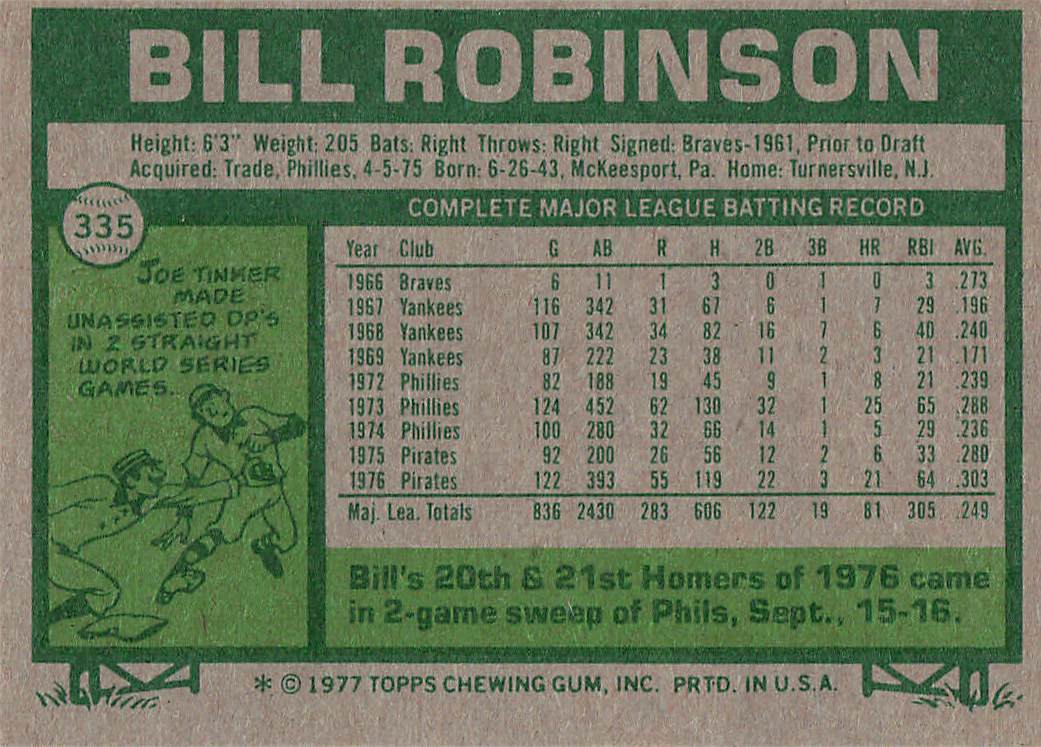 BILL ROBINSON
Height: 6'3" Weight: 205 Bats: Right Throws: Right Signed: Braves-1961, Prior to Draft
Acquired: Trade, Phillies, 4-5-75 Born: 6-26-43, McKeesport, Pa. Home: Turnersville, N.J.
335
JOE TINKER
MADE
UNASSISTED DP'S
IN 2 STRAIGHT
WORLD SERIES
GAMES.
COMPLETE MAJOR LEAGUE BATTING RECORD
Year Club G AB R H 2B 3B HR RBI AVG.
1966 Braves 6 11 1 3 0 1 0 3 .273
1967 Yankees 116 342 31 67 6 1 7 29 .196
1968 Yankees 107 342 34 82 16 7 6 40 .240
1969 Yankees 87 222 23 38 11 2 3 21 .171
1972 Phillies 82 188 19 45 9 1 8 21 .239
1973 Phillies 124 452 62 130 32 1 25 65 .288
1974 Phillies 100 280 32 66 14 1 5 29 .236
1975 Pirates 92 200 26 56 12 2 6 33 .280
1976 Pirates 122 393 55 119 22 3 21 64 .303
Maj. Lea. Totals 836 2430 283 606 122 19 81 305 .249
Bill's 20th & 21st Homers of 1976 came
in 2-game sweep of Phils, Sept., 15-16.
* © 1977 TOPPS CHEWING GUM, INC. PRTD. IN U.S.A.